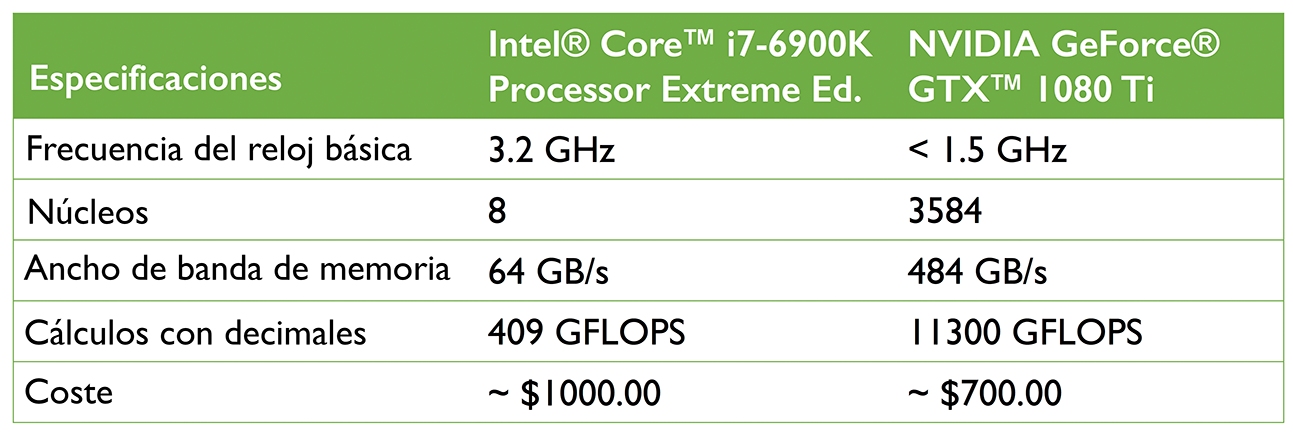 Especificaciones
Intel® Core™ i7-6900K
Processor Extreme Ed.
NVIDIA GeForce®
GTX™ 1080 Ti
Frecuencia del reloj básica 3.2 GHz < 1.5 GHz
Núcleos 8 3584
Ancho de banda de memoria 64 GB/s 484 GB/s
Cálculos con decimales 409 GFLOPS 11300 GFLOPS
Coste ~ $1000.00 ~ $700.00